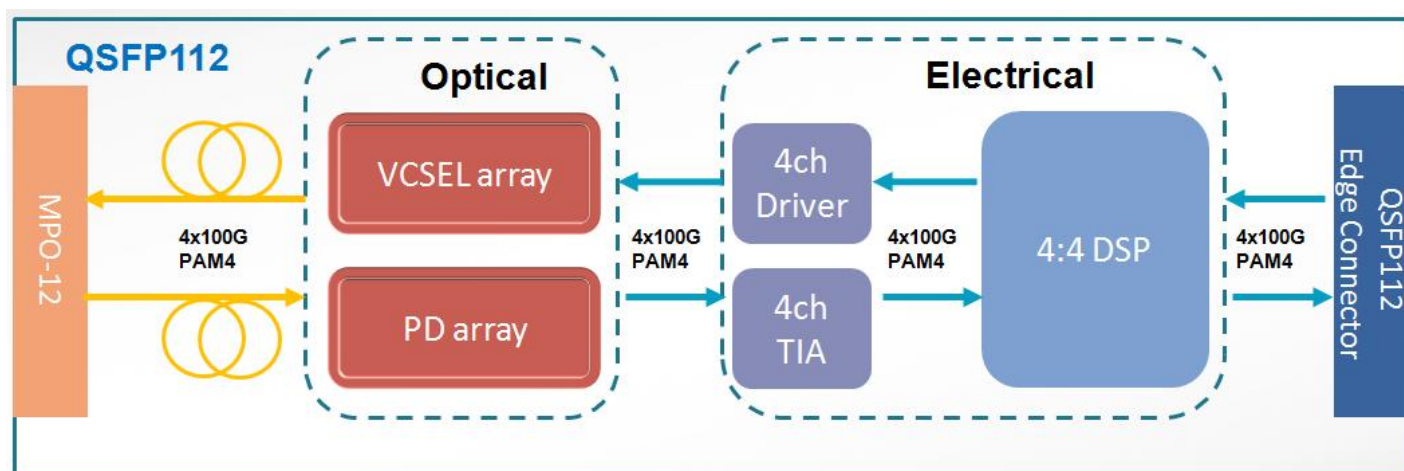 QSFP112
Optical
Electrical
MPO-12
4x100G
PAM4
VCSEL array
PD array
4x100G
PAM4
4ch
Driver
4ch
TIA
4x100G
PAM4
4:4 DSP
4x100G
PAM4
QSFP112
Edge Connector